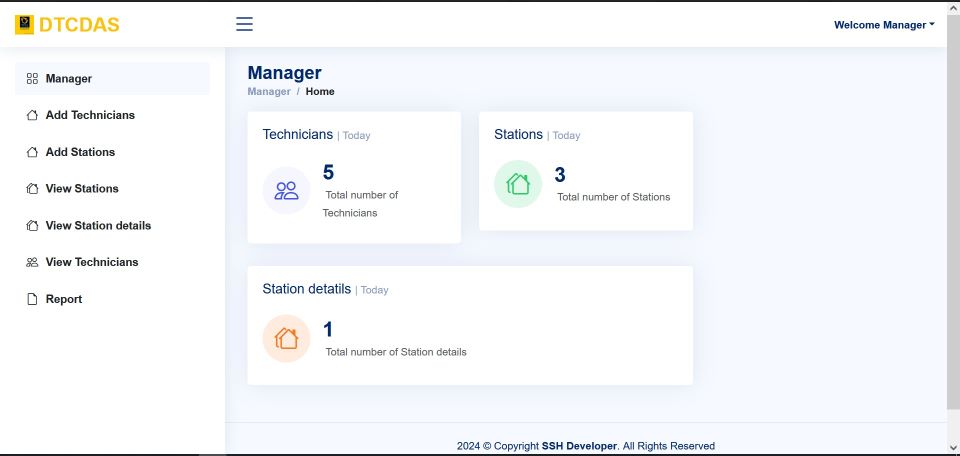 DTCDAS
Welcome Manager
Manager
Add Technicians
Add Stations
View Stations
View Station details
View Technicians
Report
Manager
Manager / Home
Technicians | Today
5
Total number of
Technicians
Stations | Today
3
Total number of Stations
Station detatils | Today
1
Total number of Station details
2024 © Copyright SSH Developer. All Rights Reserved